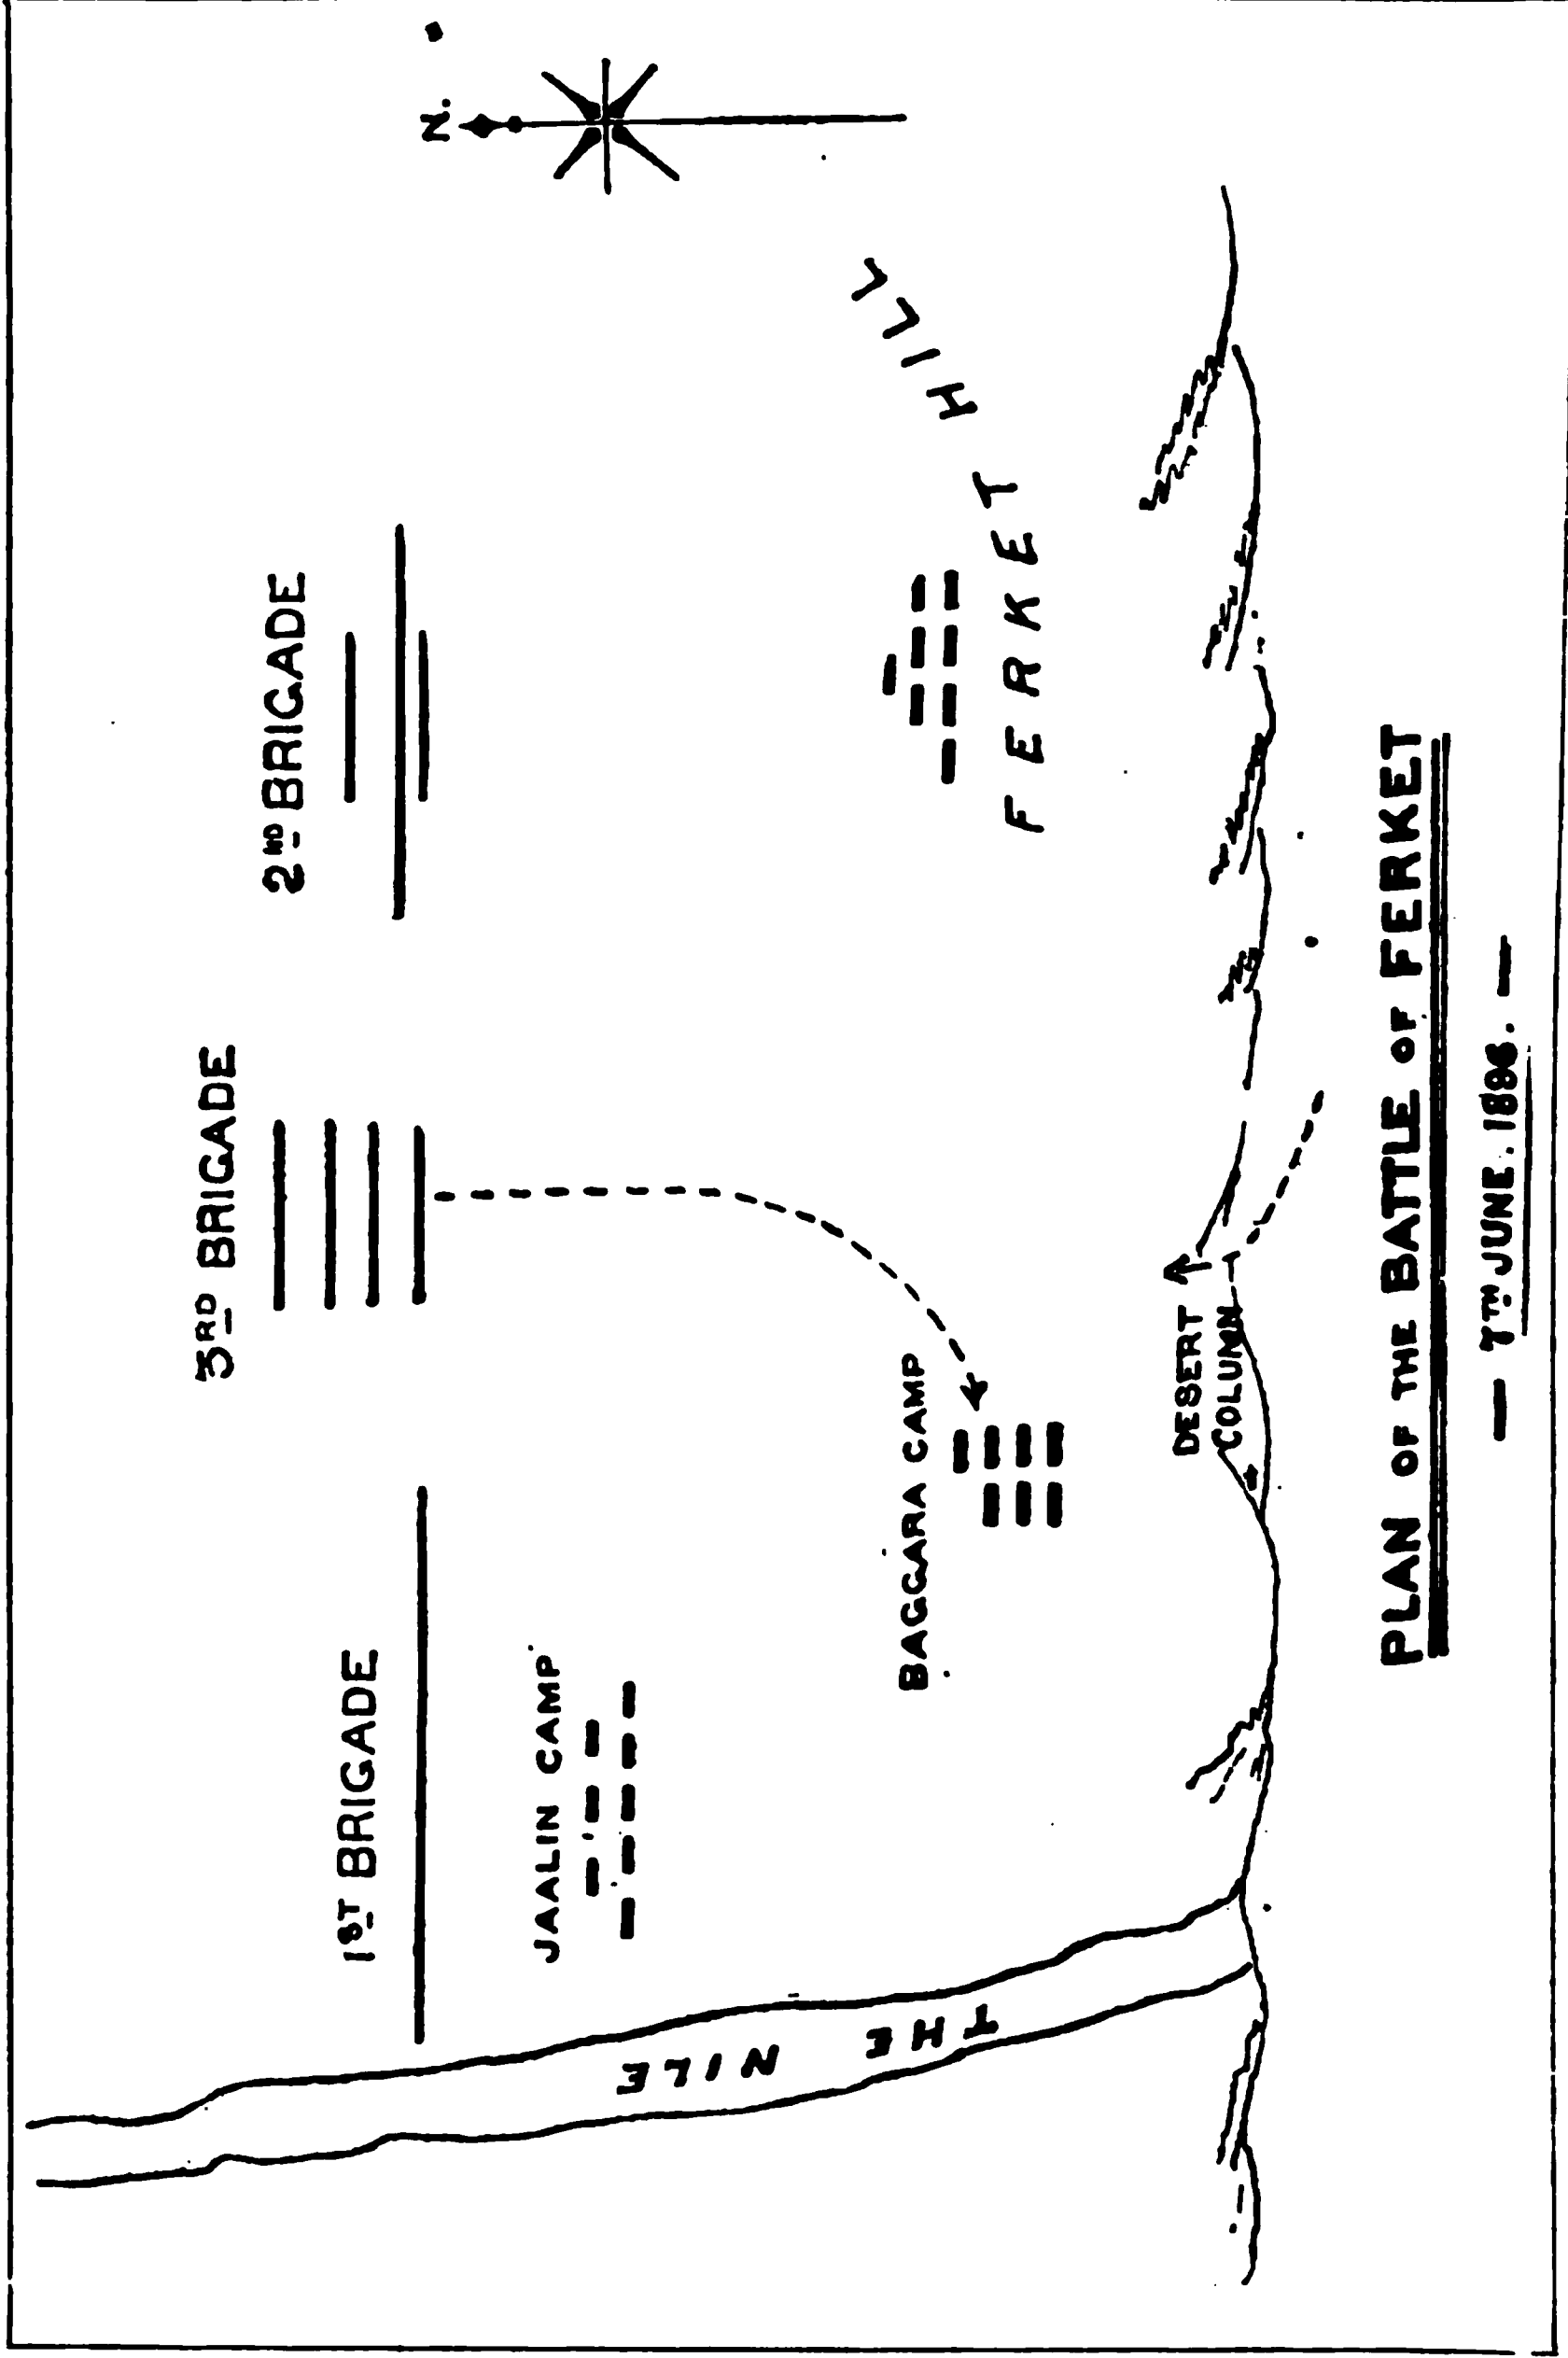 3RD BRIGADE
2ND BRIGADE
1ST BRIGADE
N.
JAALIN CAMP
THE NILE
BAGGARA CAMP
FERKET HILL
DESERT
COLUMN
PLAN OF THE BATTLE OF FERKET
— 7TH JUNE. 1896. —